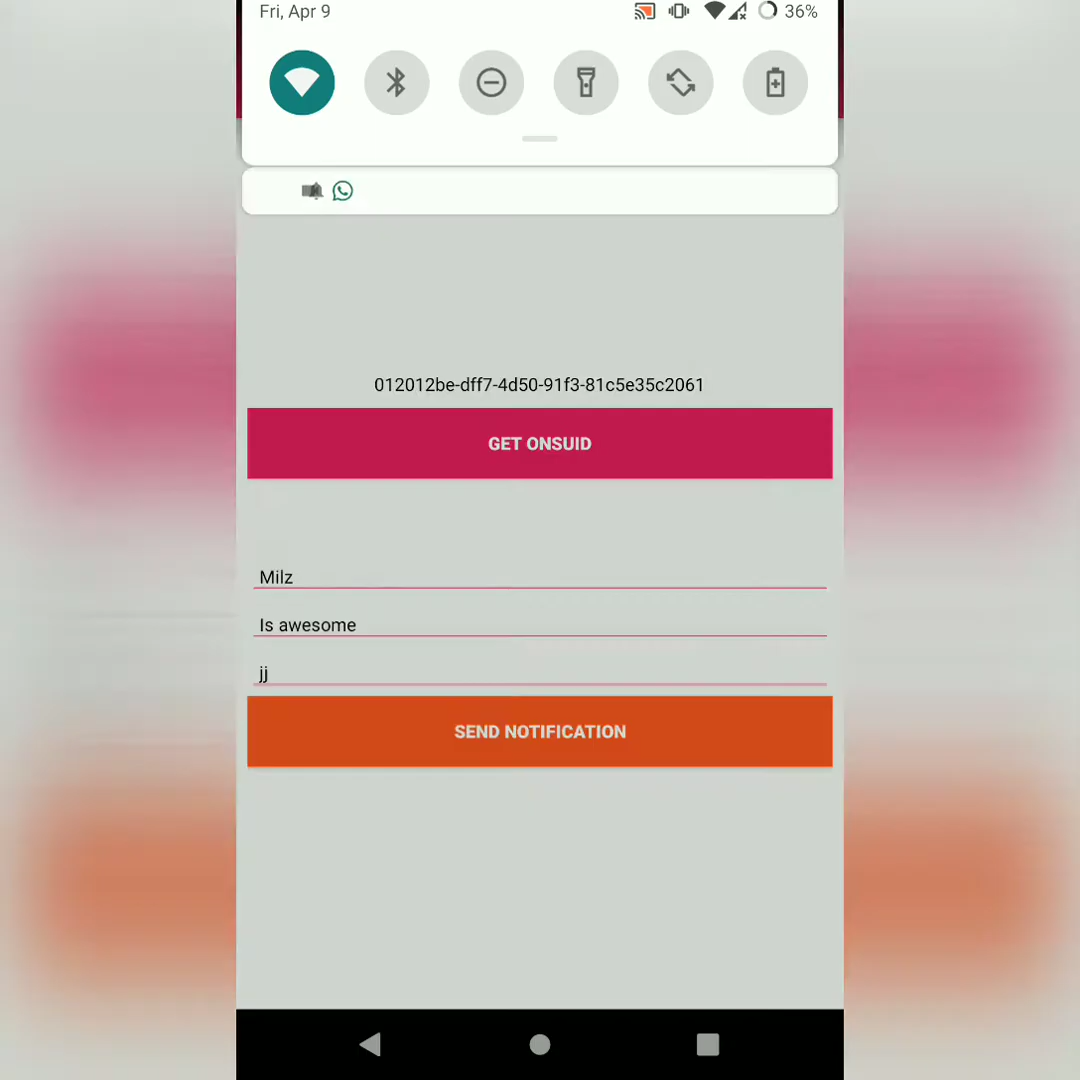 Fri, Apr 9
36%
012012be-dff7-4d50-91f3-81c5e35c2061
GET ONSUID
Milz
Is awesome
jj
SEND NOTIFICATION